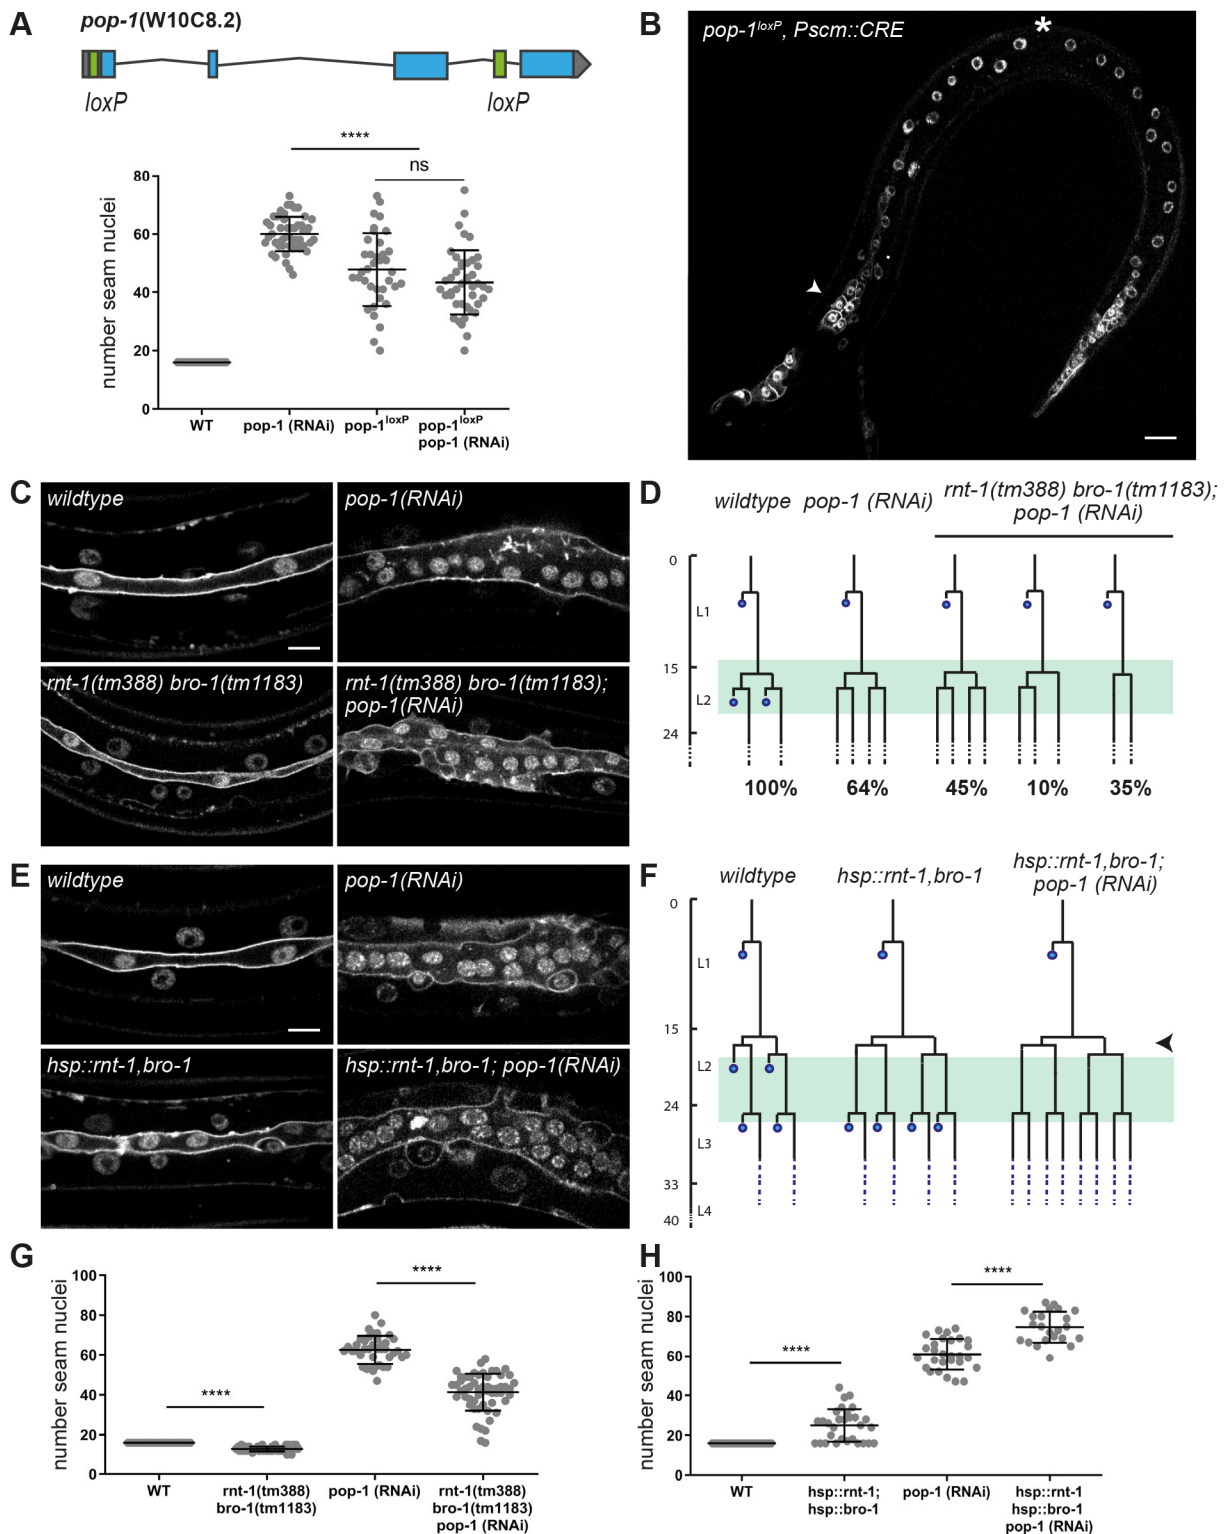 A
pop-1(W10C8.2)
loxP
loxP
number seam nuclei
80
60
40
20
0
****
ns
WT
pop-1 (RNAi)
pop-1loxP
pop-1loxP
pop-1 (RNAi)
B
pop-1loxP, Pscm::CRE
*
C
wildtype
pop-1(RNAi)
rnt-1(tm388) bro-1(tm1183)
rnt-1(tm388) bro-1(tm1183);
pop-1(RNAi)
D
wildtype
pop-1 (RNAi)
rnt-1(tm388) bro-1(tm1183);
pop-1 (RNAi)
0
L1
15
L2
24
100%
64%
45%
10%
35%
E
wildtype
pop-1(RNAi)
hsp::rnt-1,bro-1
hsp::rnt-1,bro-1; pop-1(RNAi)
F
wildtype
hsp::rnt-1,bro-1
hsp::rnt-1,bro-1;
pop-1 (RNAi)
0
L1
15
L2
24
L3
33
L4
40
G
number seam nuclei
100
80
60
40
20
0
****
****
WT
rnt-1(tm388)
bro-1(tm1183)
pop-1 (RNAi)
rnt-1(tm388)
bro-1(tm1183)
pop-1 (RNAi)
H
number seam nuclei
100
80
60
40
20
0
****
****
WT
hsp::rnt-1;
hsp::bro-1
pop-1 (RNAi)
hsp::rnt-1
hsp::bro-1
pop-1 (RNAi)